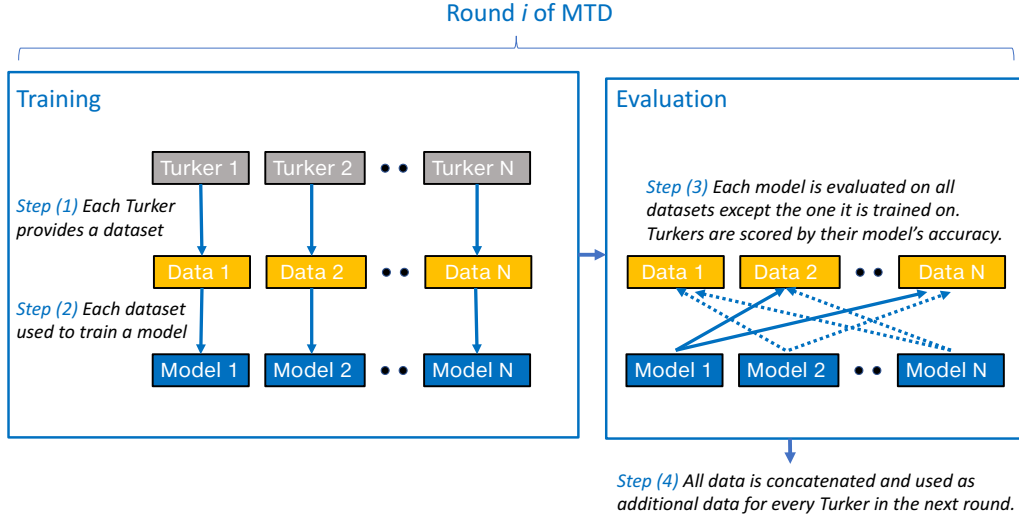 Round i of MTD
Training
Turker 1 Turker 2 Turker N
Step (1) Each Turker
provides a dataset
Data 1 Data 2 Data N
Step (2) Each dataset
used to train a model
Model 1 Model 2 Model N
Evaluation
Step (3) Each model is evaluated on all
datasets except the one it is trained on.
Turkers are scored by their model's accuracy.
Data 1 Data 2 Data N
Model 1 Model 2 Model N
Step (4) All data is concatenated and used as
additional data for every Turker in the next round.